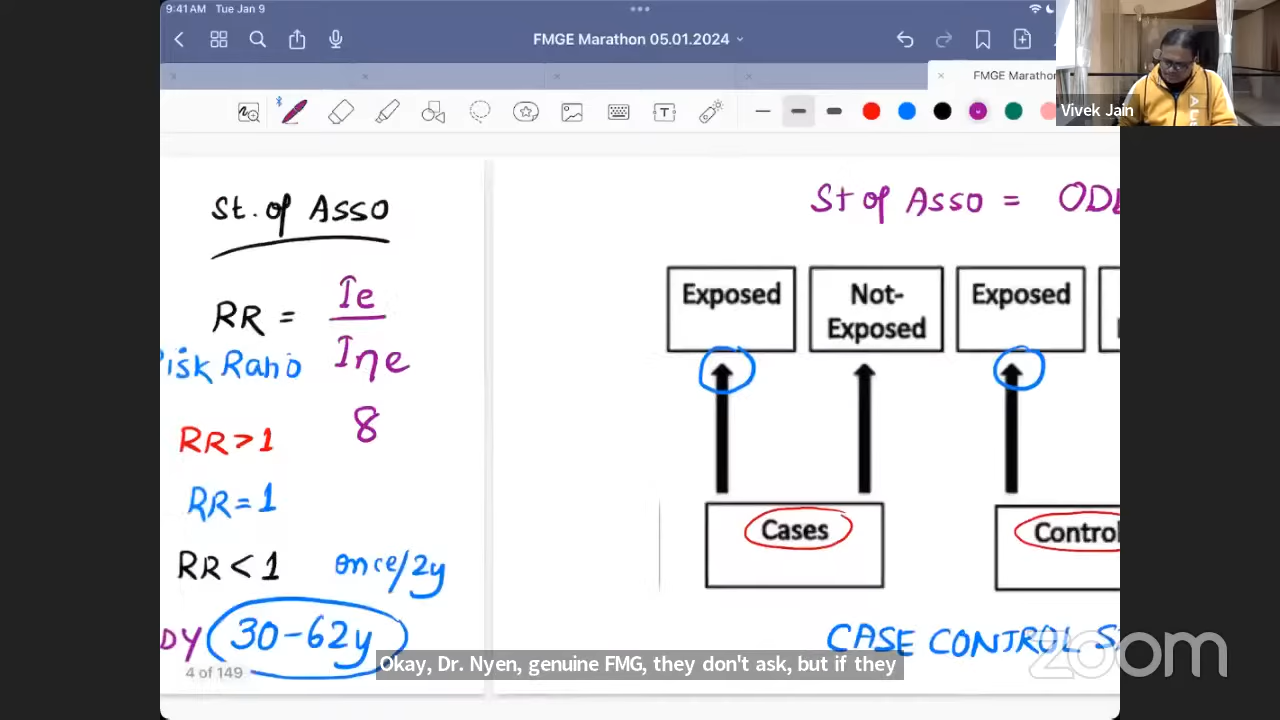 9:41 AM Tue Jan 9
FMGE Marathon 05.01.2024
FMGE Marathon
Vivek Jain
St. of Asso
RR = Ie
Ine
Risk Ratio
8
RR > 1
RR = 1
RR < 1
once/2y
DY 30-62y
4 of 149
St of Asso = ODD
Exposed
Not-
Exposed
Exposed
Cases
Control
CASE CONTROL S
zoom
Okay, Dr. Nyen, genuine FMG, they don't ask, but if they